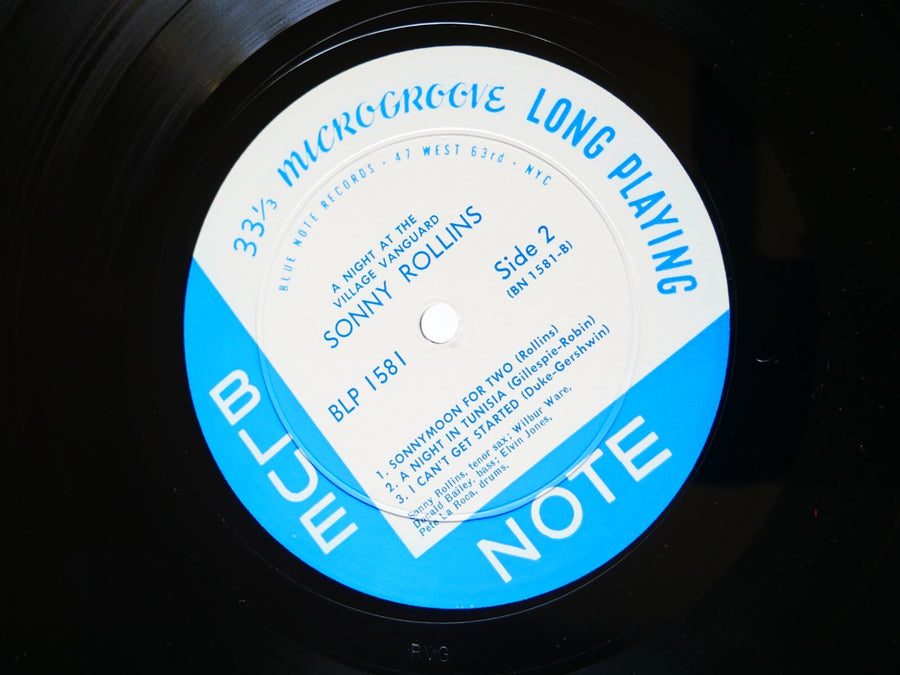 33⅓ MICROGROOVE LONG PLAYING
BLUE NOTE RECORDS · 47 WEST 63rd · NYC
A NIGHT AT THE
VILLAGE VANGUARD
SONNY ROLLINS
Side 2
(BN 1581-B)
BLP 1581
1. SONNYMOON FOR TWO (Rollins)
2. A NIGHT IN TUNISIA (Gillespie-Robin)
3. I CAN'T GET STARTED (Duke-Gershwin)
Sonny Rollins, tenor sax; Wilbur Ware,
Donald Bailey, bass; Elvin Jones,
Pete La Roca, drums.
BLUE NOTE
RVG